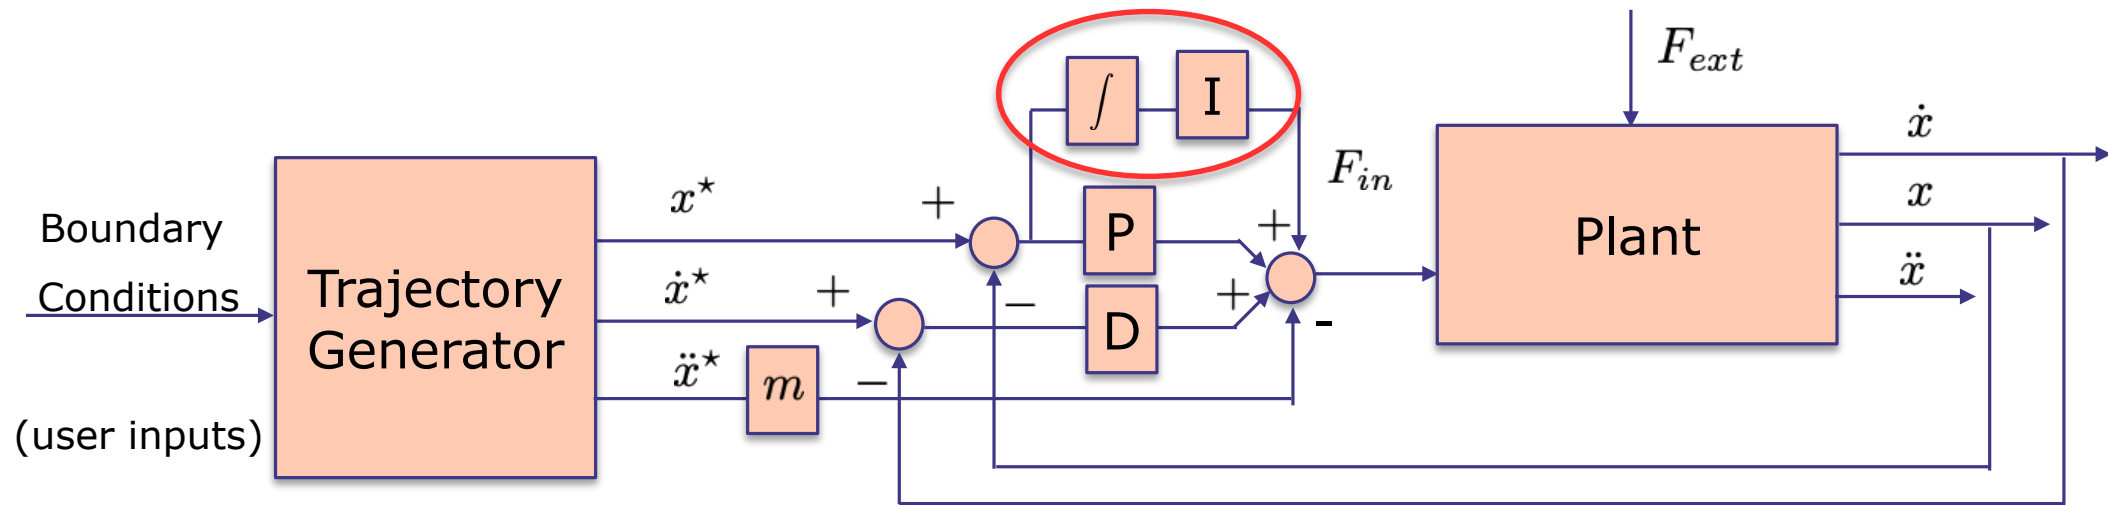 Boundary
Conditions
(user inputs)
Trajectory
Generator
x⋆
ẋ⋆
ẍ⋆
m
+
−
+
−
∫
I
P
D
+
+
-
F_in
F_ext
Plant
ẋ
x
ẍ